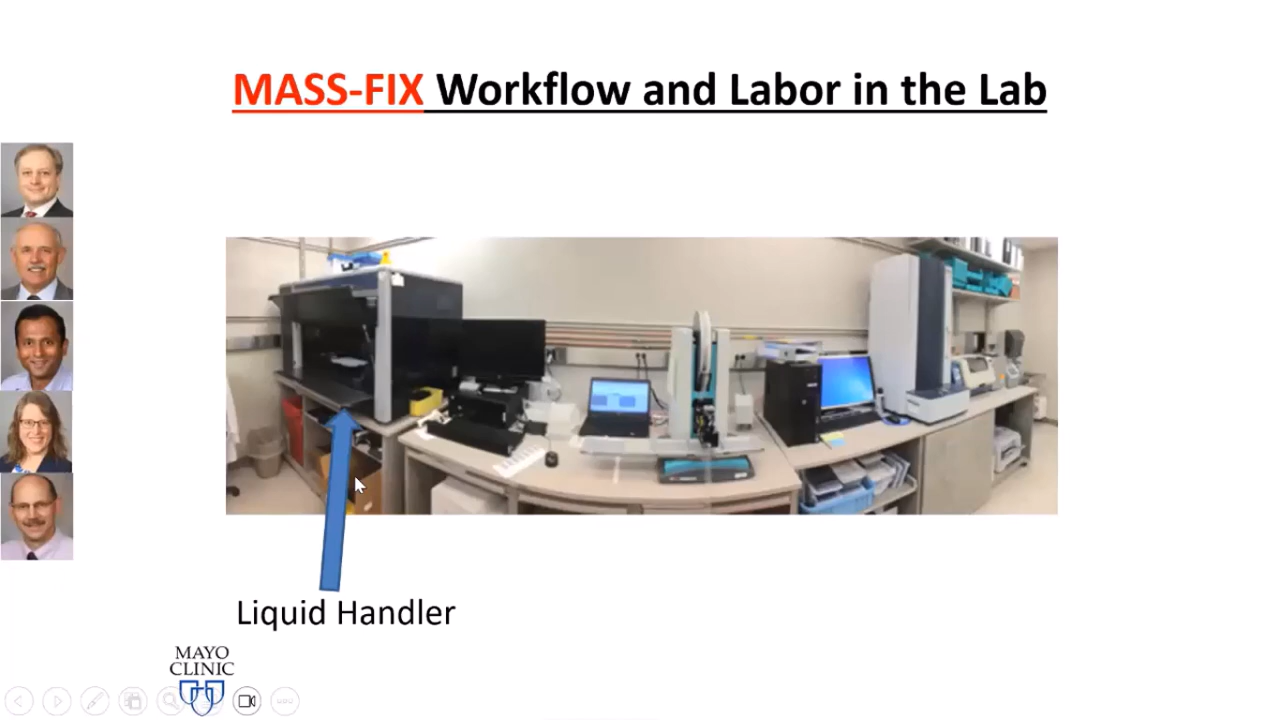 MASS-FIX Workflow and Labor in the Lab
Liquid Handler
MAYO
CLINIC